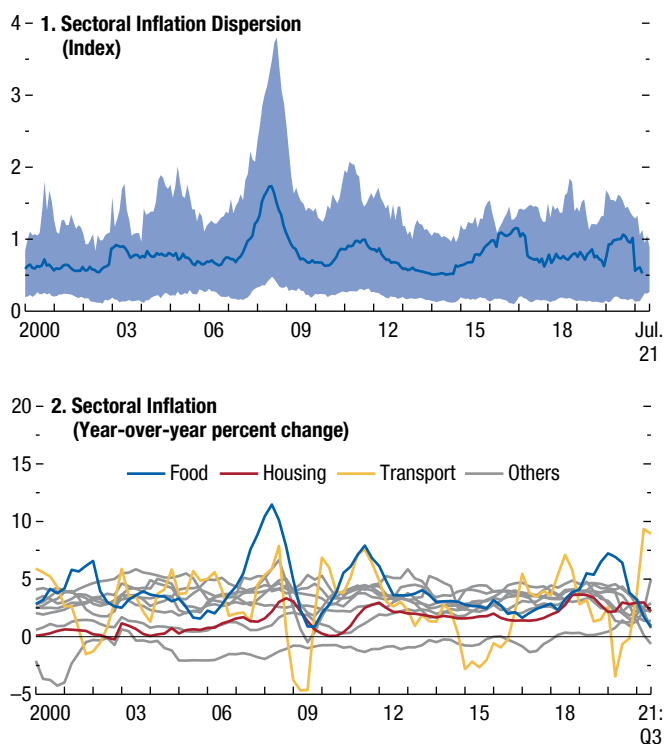 1. Sectoral Inflation Dispersion
(Index)
4
3
2
1
0
2000 03 06 09 12 15 18 Jul.
21
2. Sectoral Inflation
(Year-over-year percent change)
Food Housing Transport Others
20
15
10
5
0
−5
2000 03 06 09 12 15 18 21:
Q3